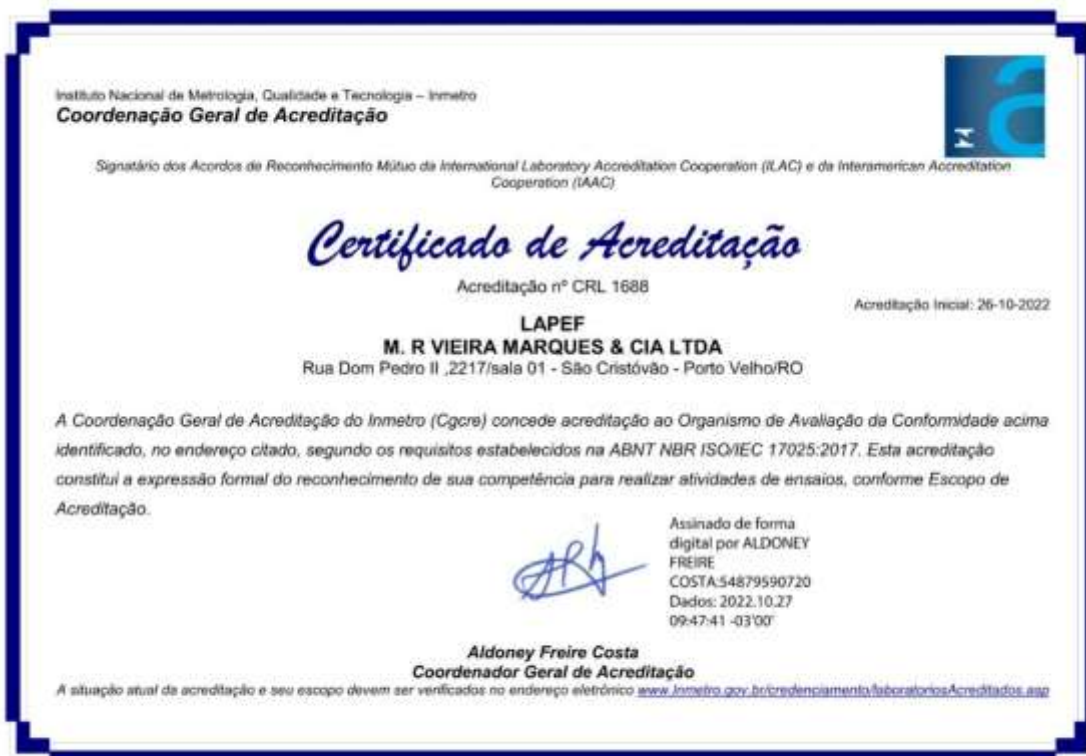 Instituto Nacional de Metrologia, Qualidade e Tecnologia – Inmetro
Coordenação Geral de Acreditação
Signatário dos Acordos de Reconhecimento Mútuo da International Laboratory Accreditation Cooperation (ILAC) e da Interamerican Accreditation
Cooperation (IAAC)
Certificado de Acreditação
Acreditação nº CRL 1688
Acreditação Inicial: 26-10-2022
LAPEF
M. R VIEIRA MARQUES & CIA LTDA
Rua Dom Pedro II ,2217/sala 01 - São Cristóvão - Porto Velho/RO
A Coordenação Geral de Acreditação do Inmetro (Cgcre) concede acreditação ao Organismo de Avaliação da Conformidade acima
identificado, no endereço citado, segundo os requisitos estabelecidos na ABNT NBR ISO/IEC 17025:2017. Esta acreditação
constitui a expressão formal do reconhecimento de sua competência para realizar atividades de ensaios, conforme Escopo de
Acreditação.
Assinado de forma
digital por ALDONEY
FREIRE
COSTA:54879590720
Dados: 2022.10.27
09:47:41 -03'00'
Aldoney Freire Costa
Coordenador Geral de Acreditação
A situação atual da acreditação e seu escopo devem ser verificados no endereço eletrônico www.Inmetro.gov.br/credenciamento/laboratoriosAcreditados.asp